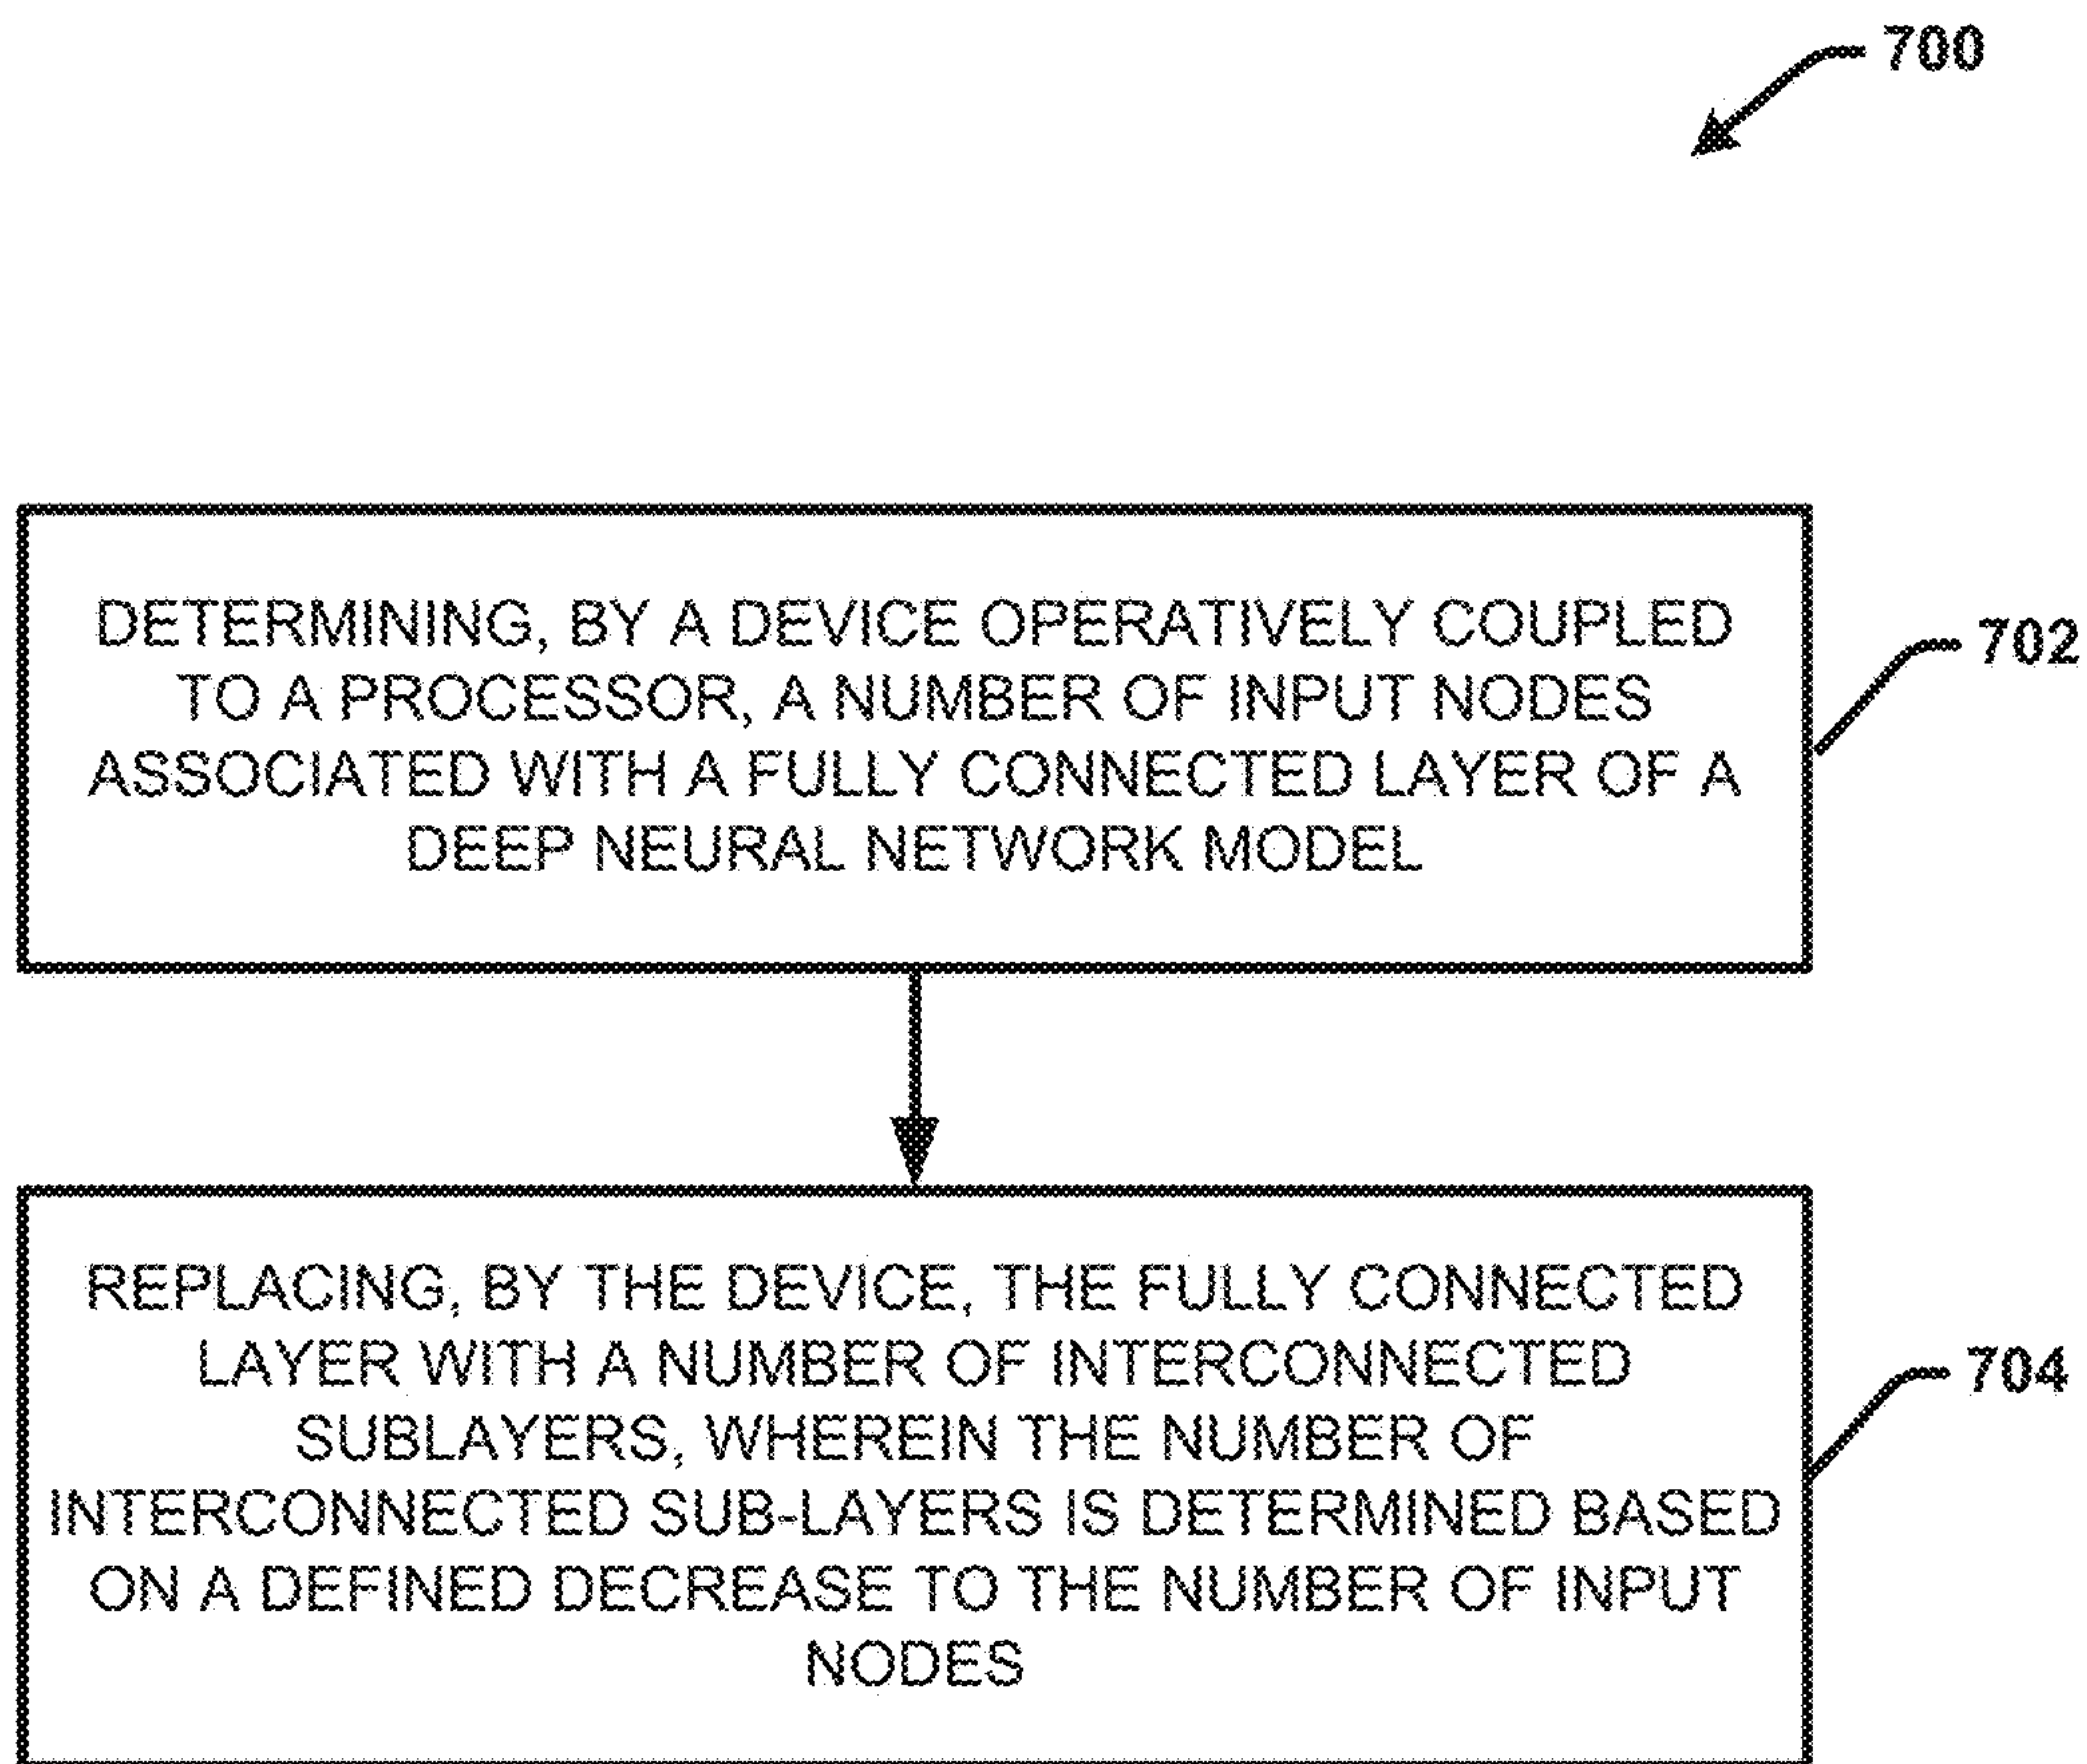 700
DETERMINING, BY A DEVICE OPERATIVELY COUPLED
TO A PROCESSOR, A NUMBER OF INPUT NODES
ASSOCIATED WITH A FULLY CONNECTED LAYER OF A
DEEP NEURAL NETWORK MODEL
702
REPLACING, BY THE DEVICE, THE FULLY CONNECTED
LAYER WITH A NUMBER OF INTERCONNECTED
SUBLAYERS, WHEREIN THE NUMBER OF
INTERCONNECTED SUB-LAYERS IS DETERMINED BASED
ON A DEFINED DECREASE TO THE NUMBER OF INPUT
NODES
704